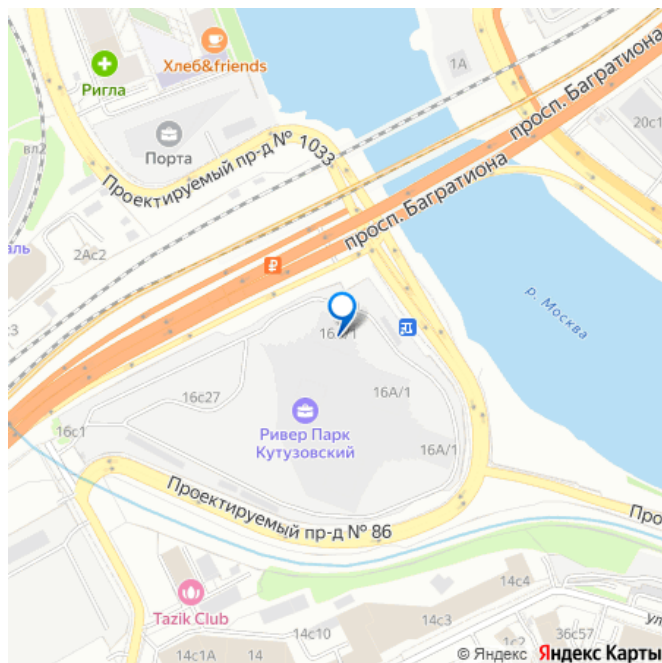 Хлеб&friends
1А
просп. Багратиона
Ригла
20с1
вл2
Порта
Проектируемый пр-д № 1033
просп. Багратиона
2Ас2
аль
р. Москва
16с27
16А/1
Ривер Парк
Кутузовский
16с1
16А/1
Проектируемый пр-д № 86
Про
Tazik Club
14с4
14с3
14с10
14с1А
14
1с2
36с57
© Яндекс Яндекс Карты